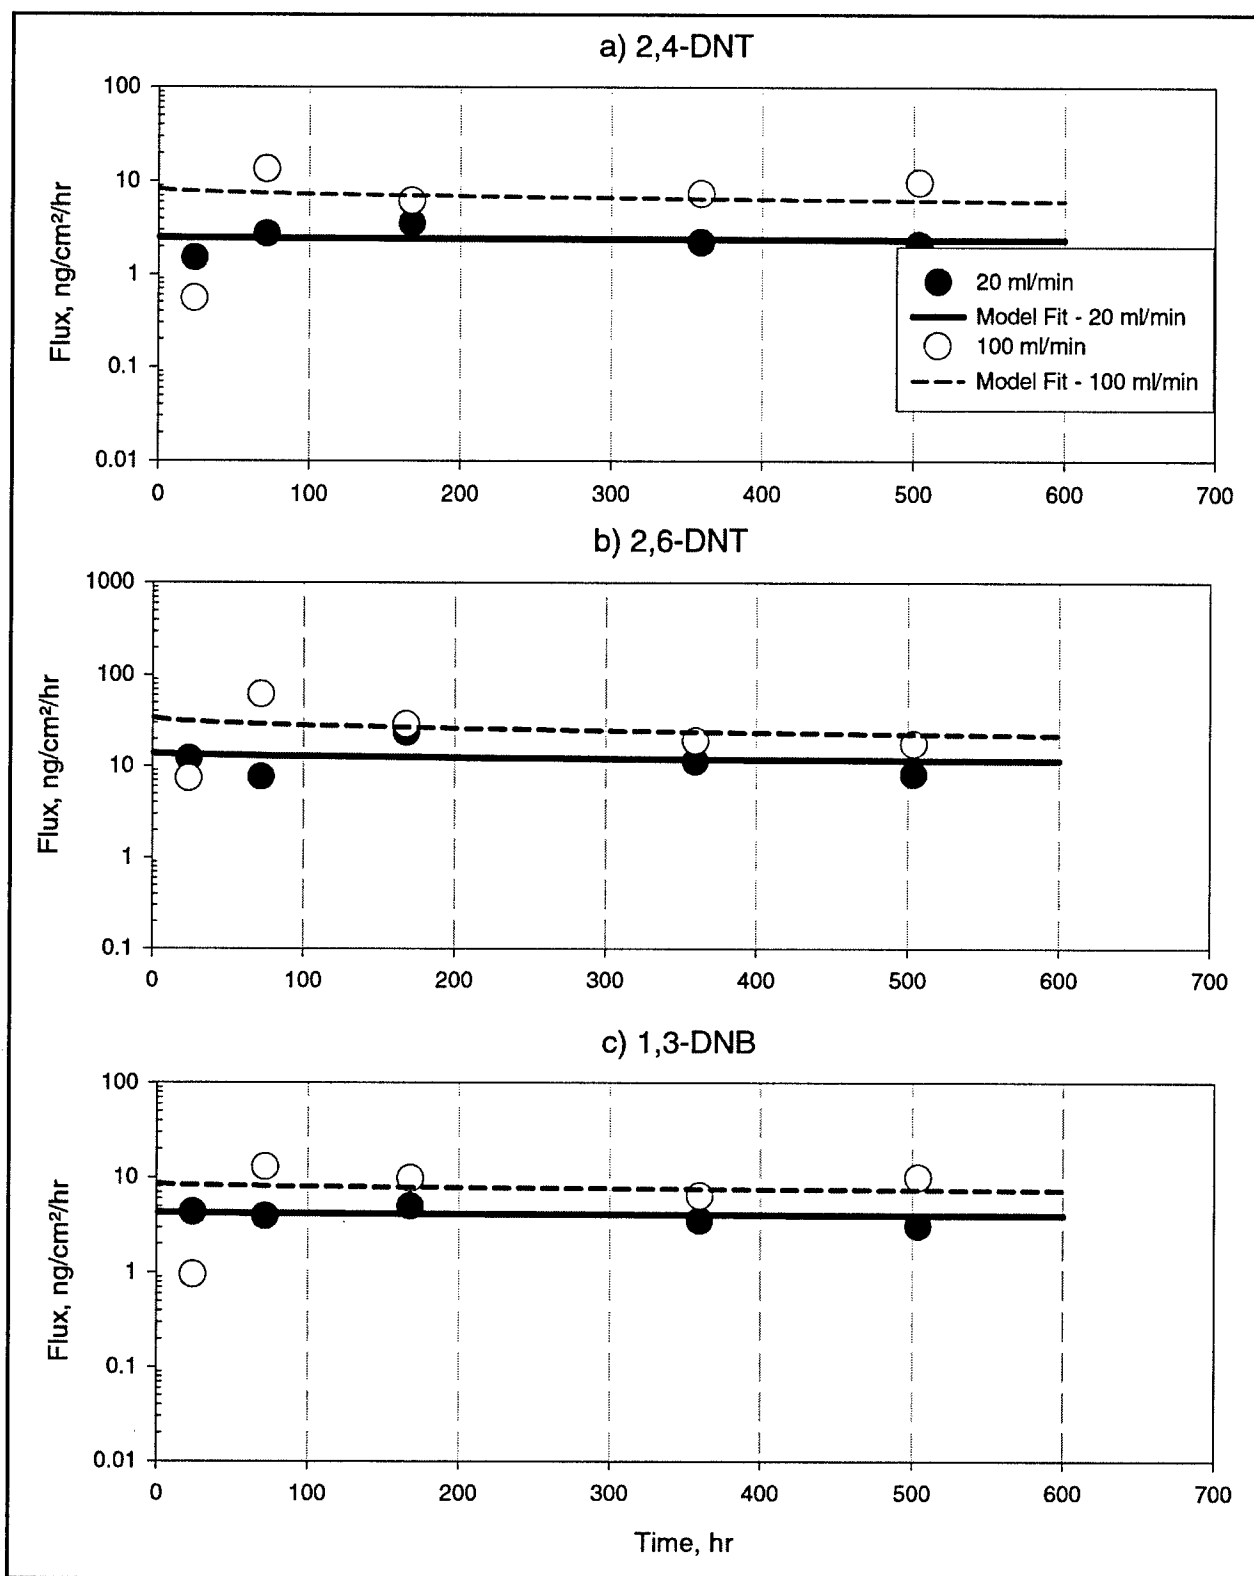 a) 2,4-DNT
100
10
1
0.1
0.01
Flux, ng/cm²/hr
20 ml/min
Model Fit - 20 ml/min
100 ml/min
Model Fit - 100 ml/min
0 100 200 300 400 500 600 700
b) 2,6-DNT
1000
100
10
1
0.1
Flux, ng/cm²/hr
0 100 200 300 400 500 600 700
c) 1,3-DNB
100
10
1
0.1
0.01
Flux, ng/cm²/hr
0 100 200 300 400 500 600 700
Time, hr